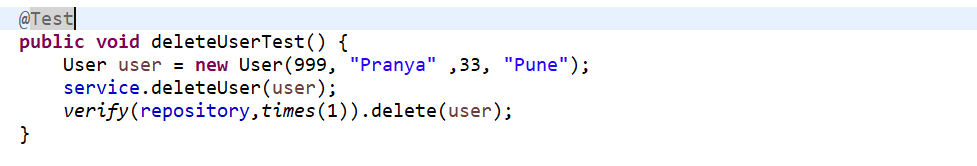 @Test
public void deleteUserTest() {
    User user = new User(999, "Pranya" ,33, "Pune");
    service.deleteUser(user);
    verify(repository,times(1)).delete(user);
}